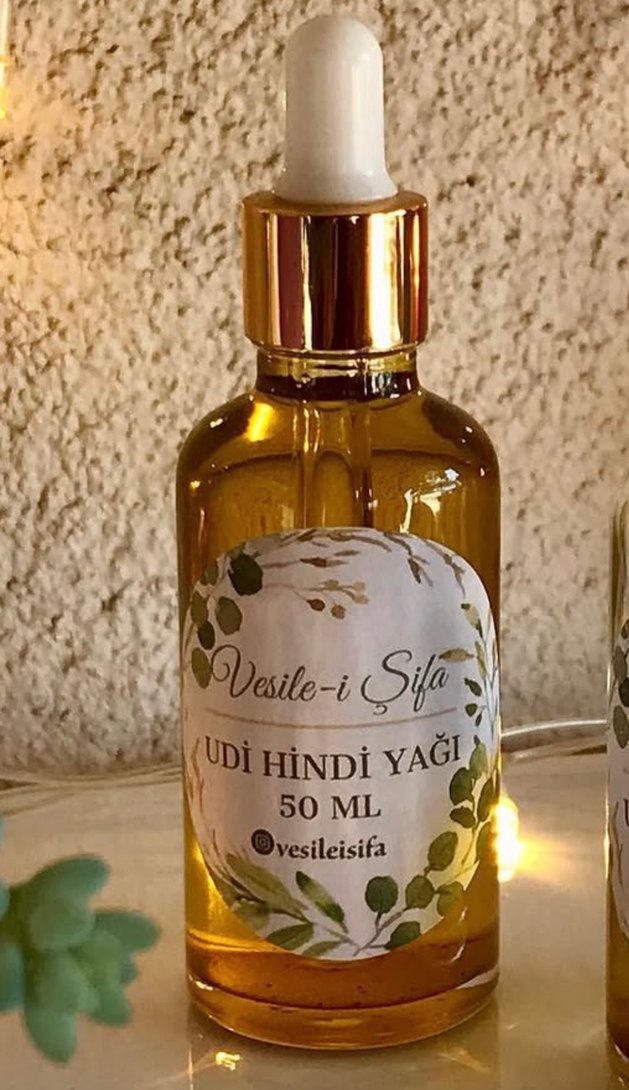 Vesile-i Şifa
UDİ HİNDİ YAĞI
50 ML
vesileisifa